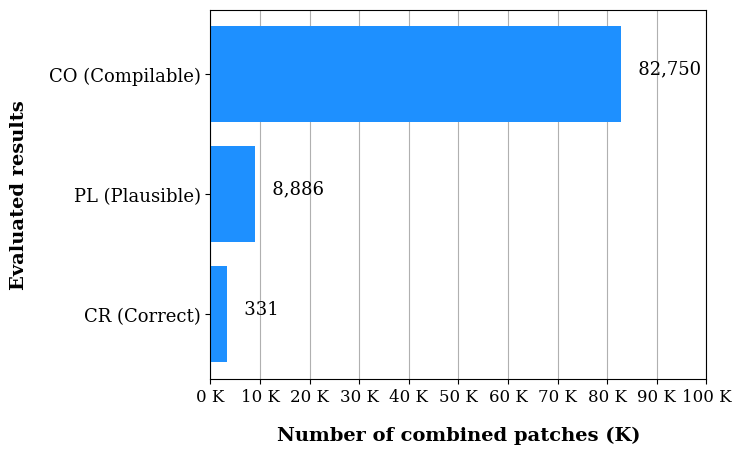 Evaluated results
CO (Compilable)
82,750
PL (Plausible)
8,886
CR (Correct)
331
0 K 10 K 20 K 30 K 40 K 50 K 60 K 70 K 80 K 90 K 100 K
Number of combined patches (K)